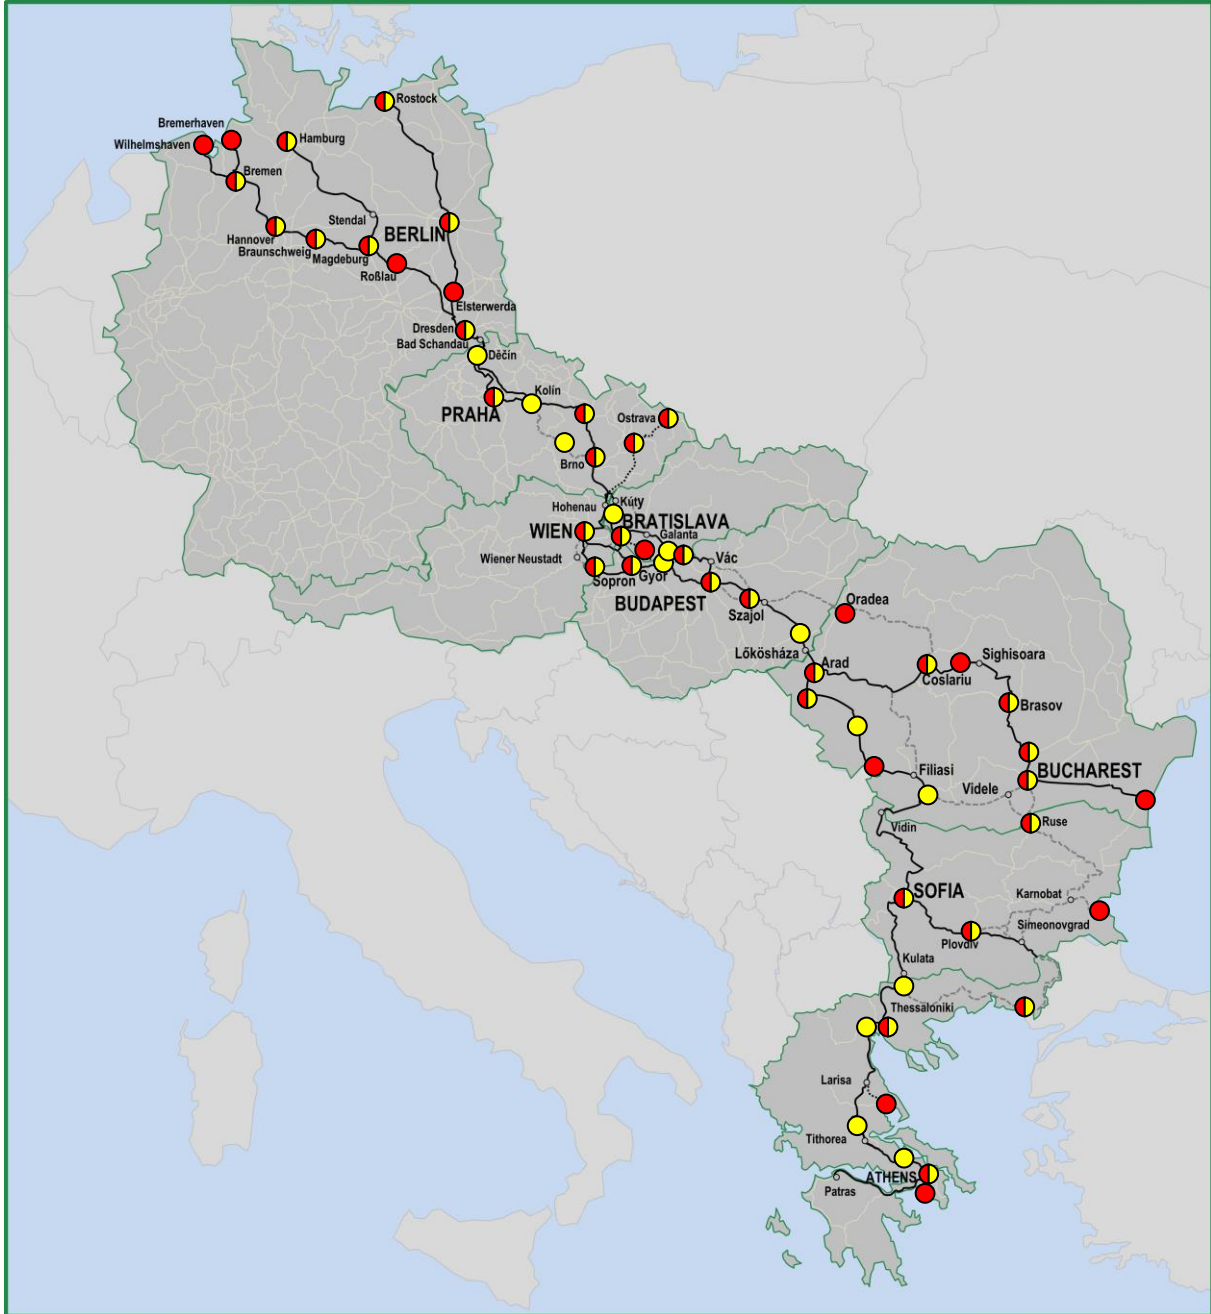 Rostock
Bremerhaven
Hamburg
Wilhelmshaven
Bremen
Stendal
BERLIN
Hannover
Braunschweig
Magdeburg
Roßlau
Elsterwerda
Dresden
Bad Schandau
Děčín
Kolín
PRAHA
Ostrava
Brno
Kúty
Hohenau
BRATISLAVA
WIEN
Galanta
Wiener Neustadt
Vác
Györ
Sopron
BUDAPEST
Szajol
Oradea
Lőkösháza
Arad
Sighisoara
Coslariu
Brasov
Filiasi
BUCHAREST
Videle
Vidin
Ruse
SOFIA
Karnobat
Simeonovgrad
Plovdiv
Kulata
Thessaloniki
Larisa
Tithorea
ATHENS
Patras